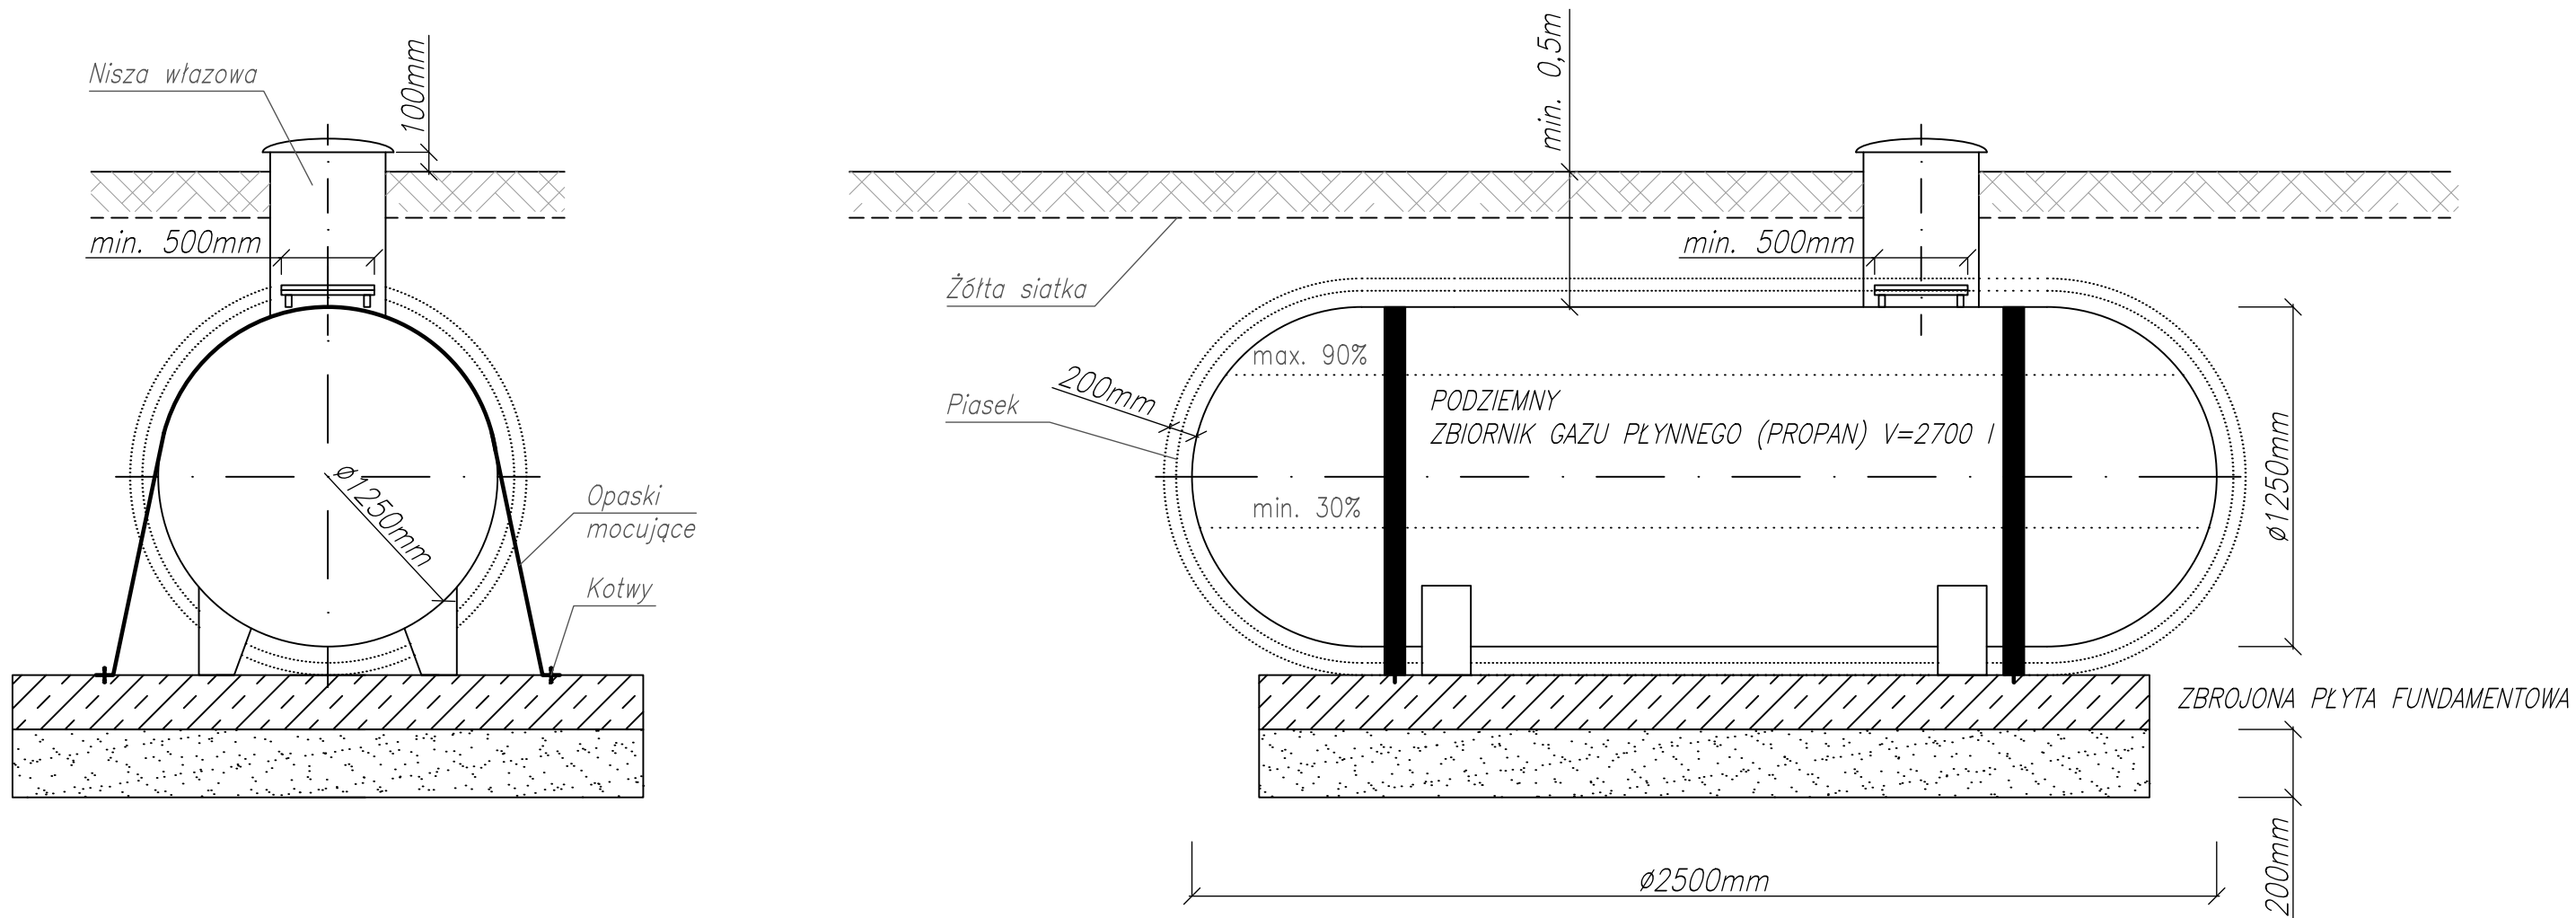 Nisza włazowa
100mm
min. 500mm
ø1250mm
Opaski
mocujące
Kotwy
min. 0,5m
min. 500mm
Żółta siatka
max. 90%
200mm
Piasek
PODZIEMNY
ZBIORNIK GAZU PŁYNNEGO (PROPAN) V=2700 l
min. 30%
ø1250mm
ZBROJONA PŁYTA FUNDAMENTOWA
200mm
ø2500mm